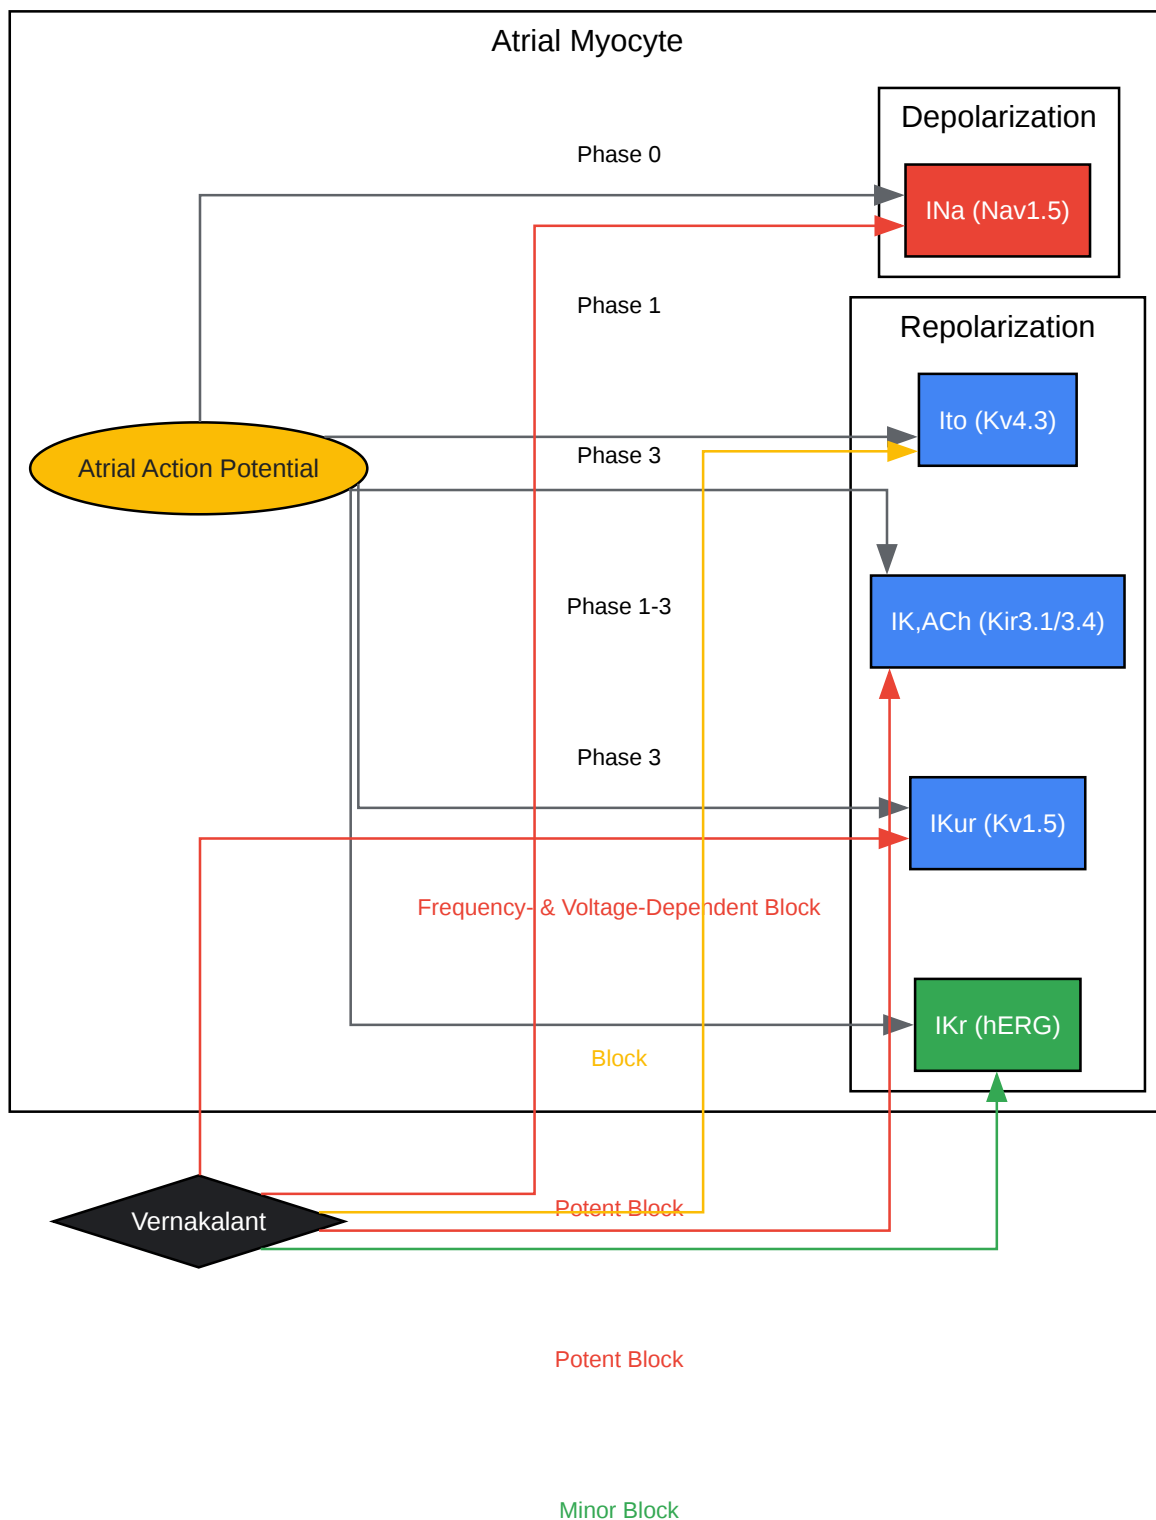 Atrial Myocyte
Depolarization
Phase 0
INa (Nav1.5)
Phase 1
Repolarization
Ito (Kv4.3)
Phase 3
Atrial Action Potential
Phase 1-3
IK,ACh (Kir3.1/3.4)
Phase 3
IKur (Kv1.5)
Frequency- & Voltage-Dependent Block
IKr (hERG)
Block
Potent Block
Vernakalant
Potent Block
Minor Block